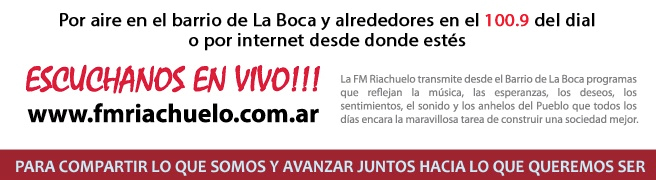 Por aire en el barrio de La Boca y alrededores en el 100.9 del dial
o por internet desde donde estés
ESCUCHANOS EN VIVO!!!
www.fmriachuelo.com.ar
La FM Riachuelo transmite desde el Barrio de La Boca programas
que reflejan la música, las esperanzas, los deseos, los
sentimientos, el sonido y los anhelos del Pueblo que todos los
días encara la maravillosa tarea de construir una sociedad mejor.
PARA COMPARTIR LO QUE SOMOS Y AVANZAR JUNTOS HACIA LO QUE QUEREMOS SER